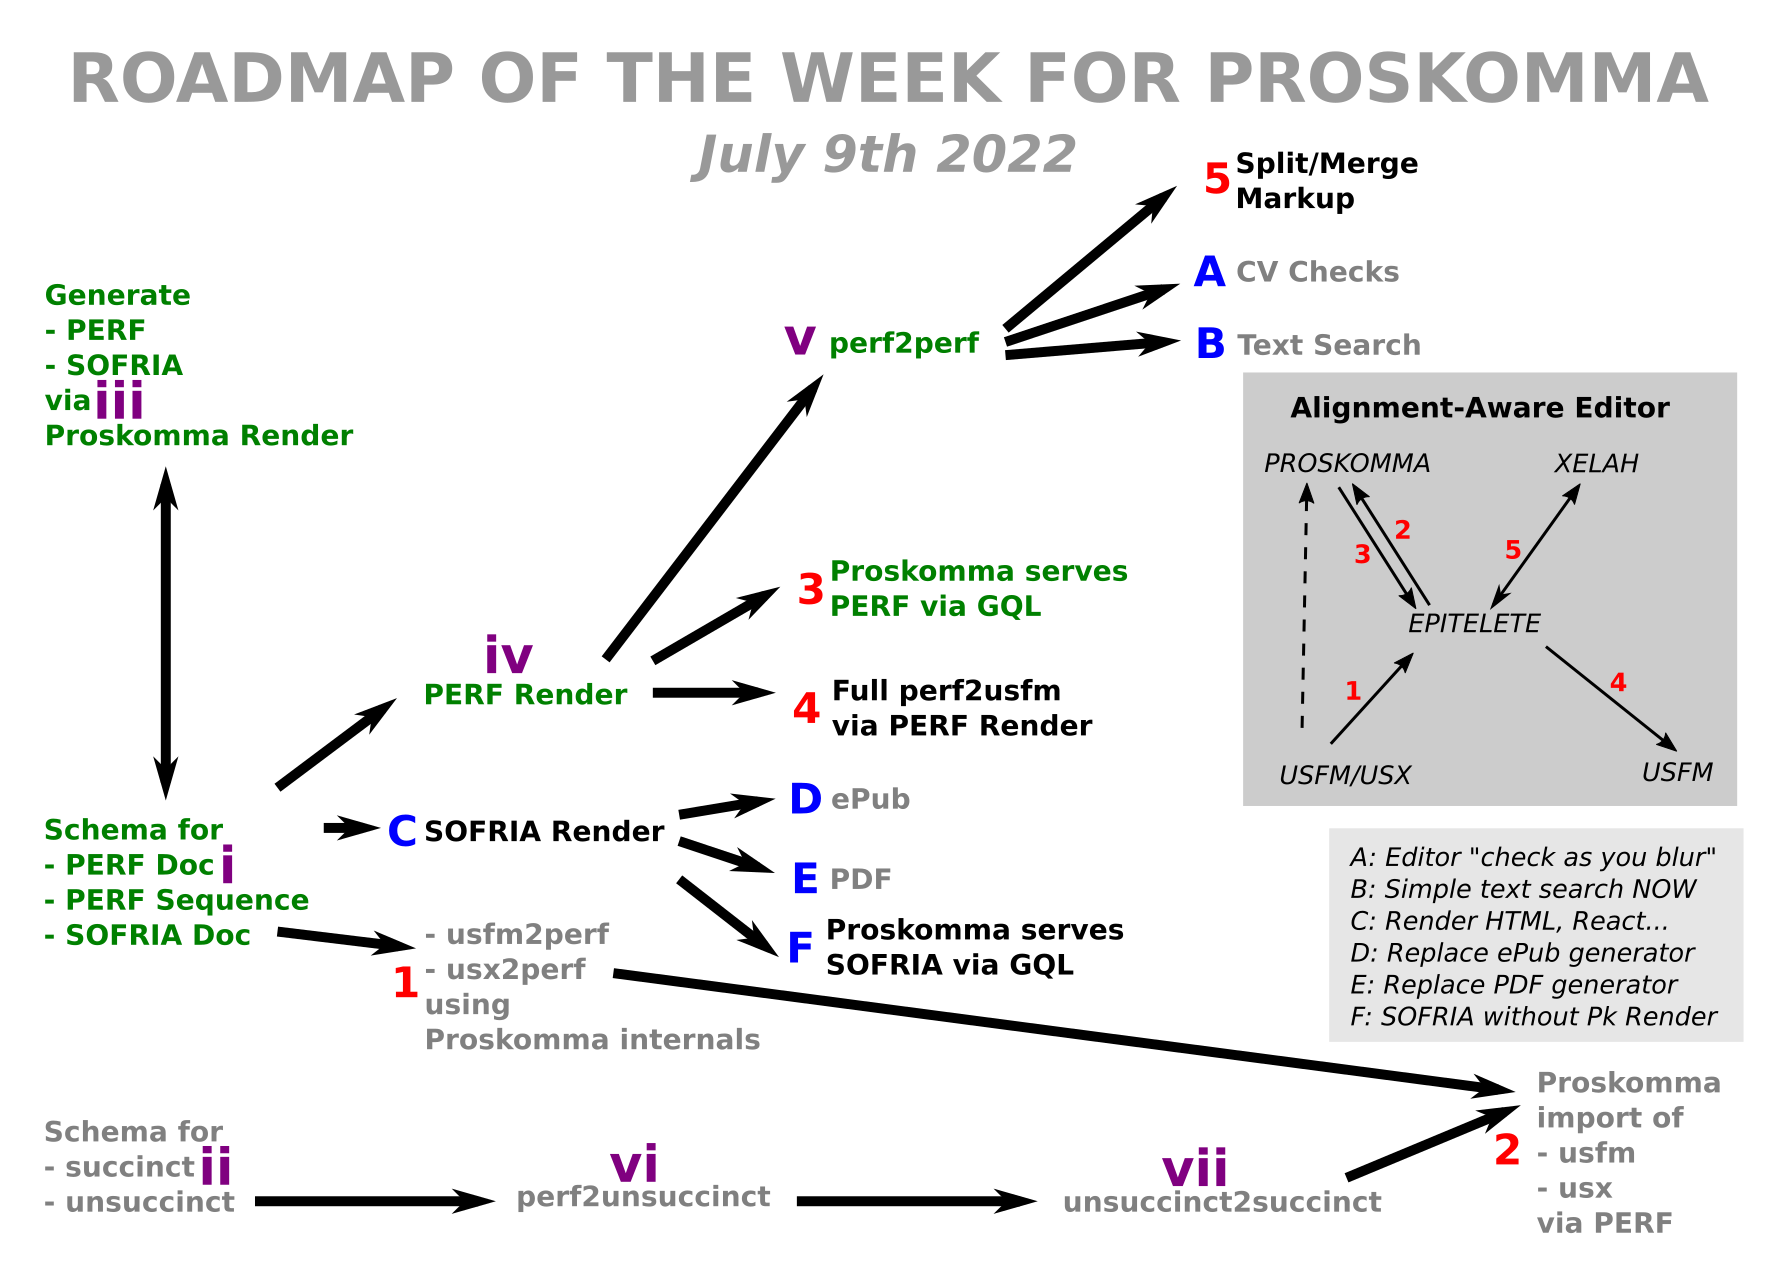 ROADMAP OF THE WEEK FOR PROSKOMMA
July 9th 2022
Generate
- PERF
- SOFRIA
via iii
Proskomma Render
Schema for
- PERF Doc i
- PERF Sequence
- SOFRIA Doc
Schema for
- succinct ii
- unsuccinct
iv
PERF Render
C SOFRIA Render
1
- usfm2perf
- usx2perf
using
Proskomma internals
vi
perf2unsuccinct
vii
unsuccinct2succinct
v perf2perf
3
Proskomma serves
PERF via GQL
4
Full perf2usfm
via PERF Render
D ePub
E PDF
F
Proskomma serves
SOFRIA via GQL
5
Split/Merge
Markup
A CV Checks
B Text Search
Alignment-Aware Editor
PROSKOMMA XELAH
2
3
5
EPITELETE
1
4
USFM/USX USFM
A: Editor "check as you blur"
B: Simple text search NOW
C: Render HTML, React...
D: Replace ePub generator
E: Replace PDF generator
F: SOFRIA without Pk Render
2
Proskomma
import of
- usfm
- usx
via PERF